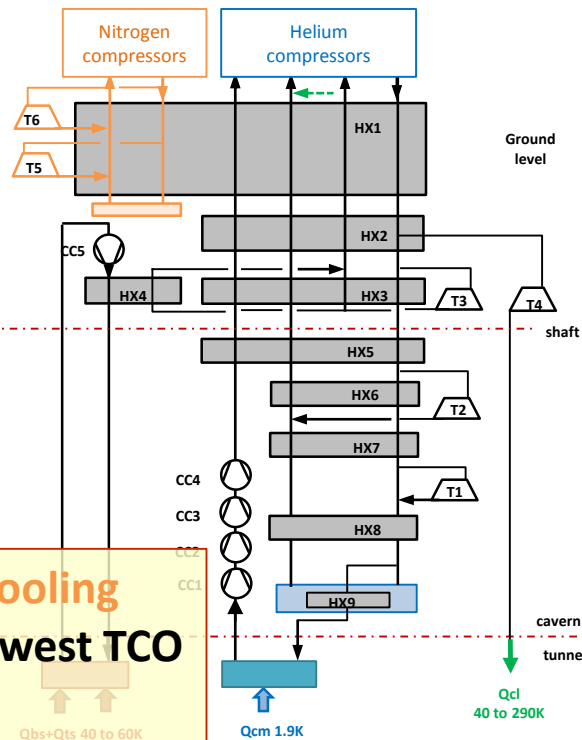 Nitrogen
compressors
Helium
compressors
T6
HX1
Ground
level
T5
HX2
CC5
HX4
HX3
T3
T4
shaft
HX5
HX6
T2
HX7
CC4
T1
CC3
HX8
CC2
CC1
ooling
HX9
cavern
west TCO
tunne
Qcl
40 to 290K
Qbs+Qts 40 to 60K
Qcm 1.9K